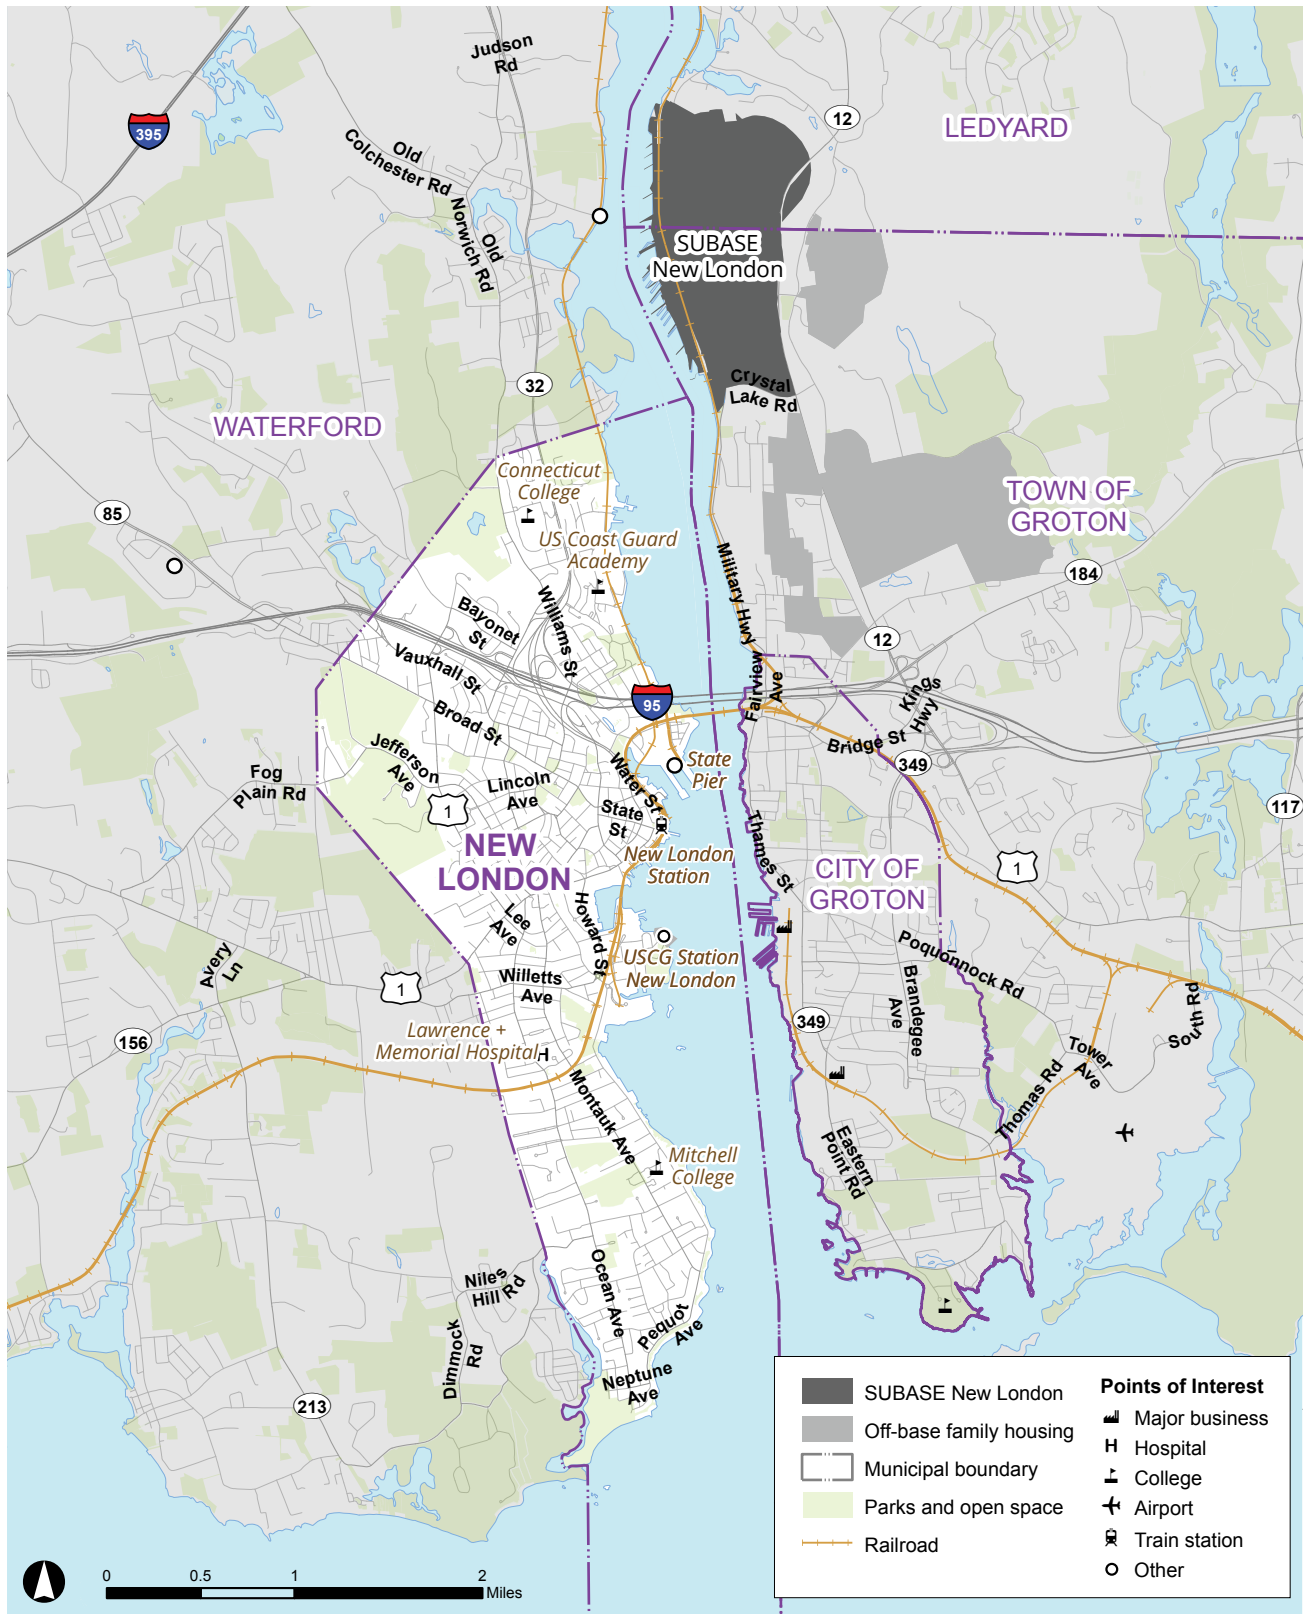 Judson
Rd
395
12
LEDYARD
Old
Colchester Rd
Old
Norwich Rd
SUBASE
New London
32
Crystal
Lake Rd
WATERFORD
Connecticut
College
TOWN OF
GROTON
85
US Coast Guard
Academy
184
Military Hwy
Williams St
Bayonet
St
12
Vauxhall St
Fairview
Ave
Kings
Hwy
95
Broad St
Bridge St
Jefferson
Ave
349
State
Pier
Water St
Fog
Plain Rd
Lincoln
Ave
1
State
St
117
Thames St
NEW
LONDON
New London
Station
CITY OF
GROTON
1
Howard St
Lee
Ave
Poquonnock Rd
USCG Station
New London
Avery
Ln
Willetts
Ave
1
Brandegee
Ave
349
South Rd
156
Lawrence +
Memorial Hospital
H
Tower
Ave
Thomas Rd
Montauk Ave
Eastern
Point Rd
Mitchell
College
Ocean Ave
Niles
Hill Rd
Pequot
Ave
Dimmock
Rd
Neptune
Ave
213
SUBASE New London
Off-base family housing
Municipal boundary
Parks and open space
Railroad
Points of Interest
Major business
H Hospital
College
Airport
Train station
Other
0 0.5 1 2
Miles